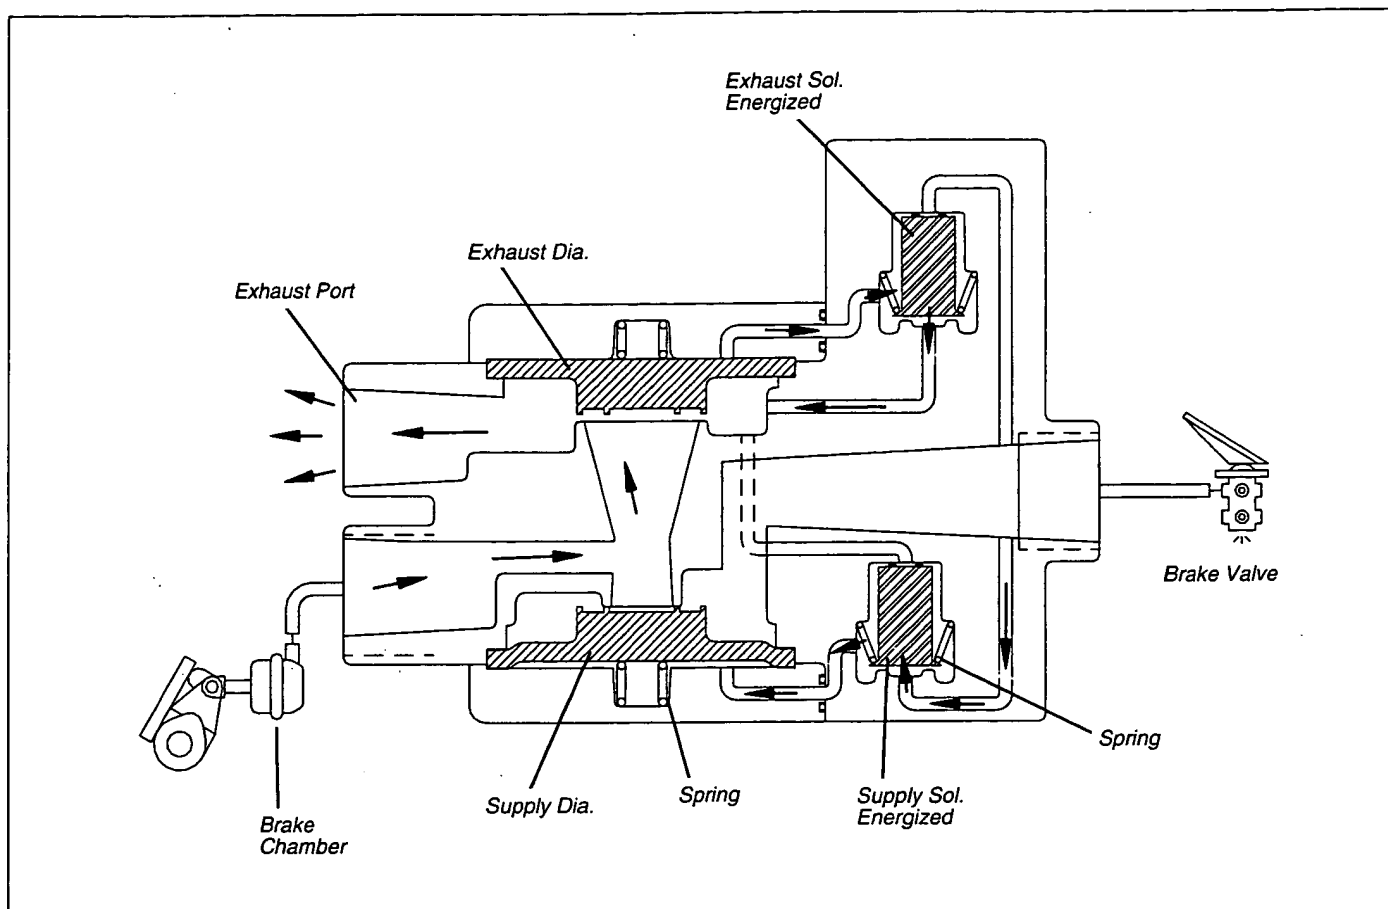 Exhaust Sol.
Energized
Exhaust Dia.
Exhaust Port
Brake Valve
Spring
Supply Dia.
Spring
Supply Sol.
Energized
Brake
Chamber